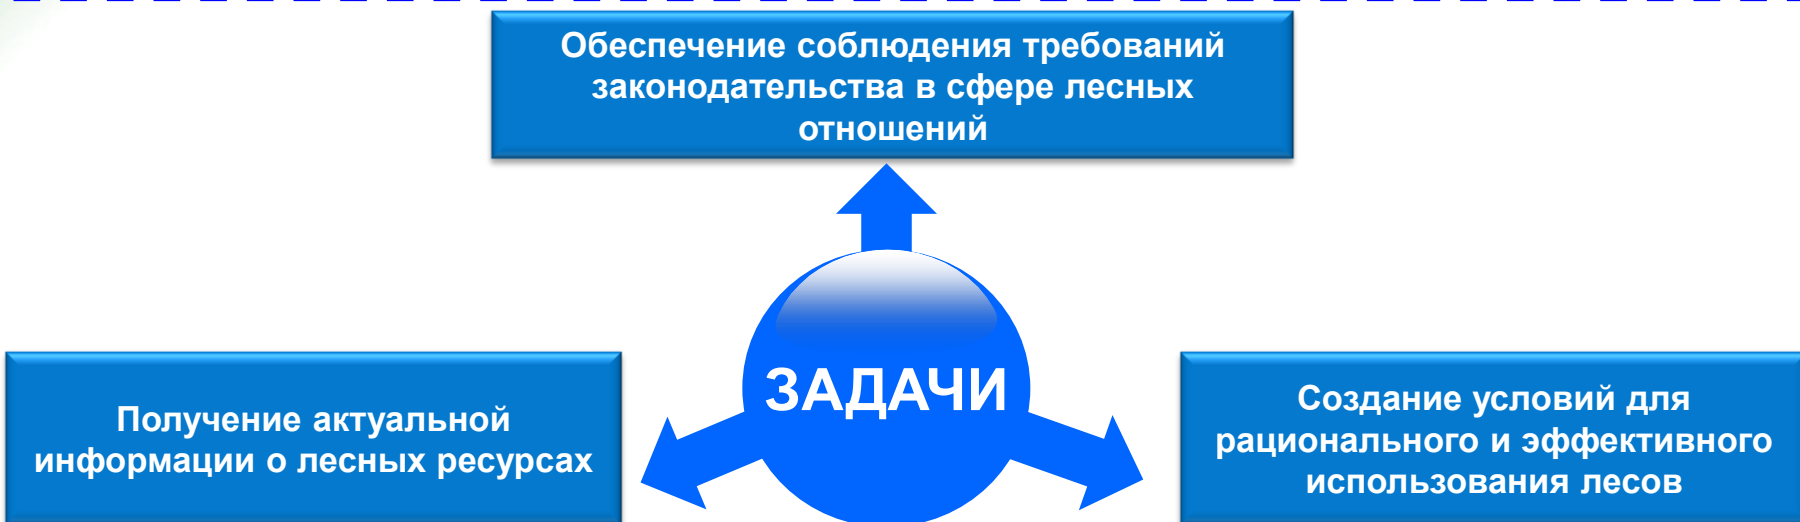 Обеспечение соблюдения требований
законодательства в сфере лесных
отношений
ЗАДАЧИ
Получение актуальной
информации о лесных ресурсах
Создание условий для
рационального и эффективного
использования лесов